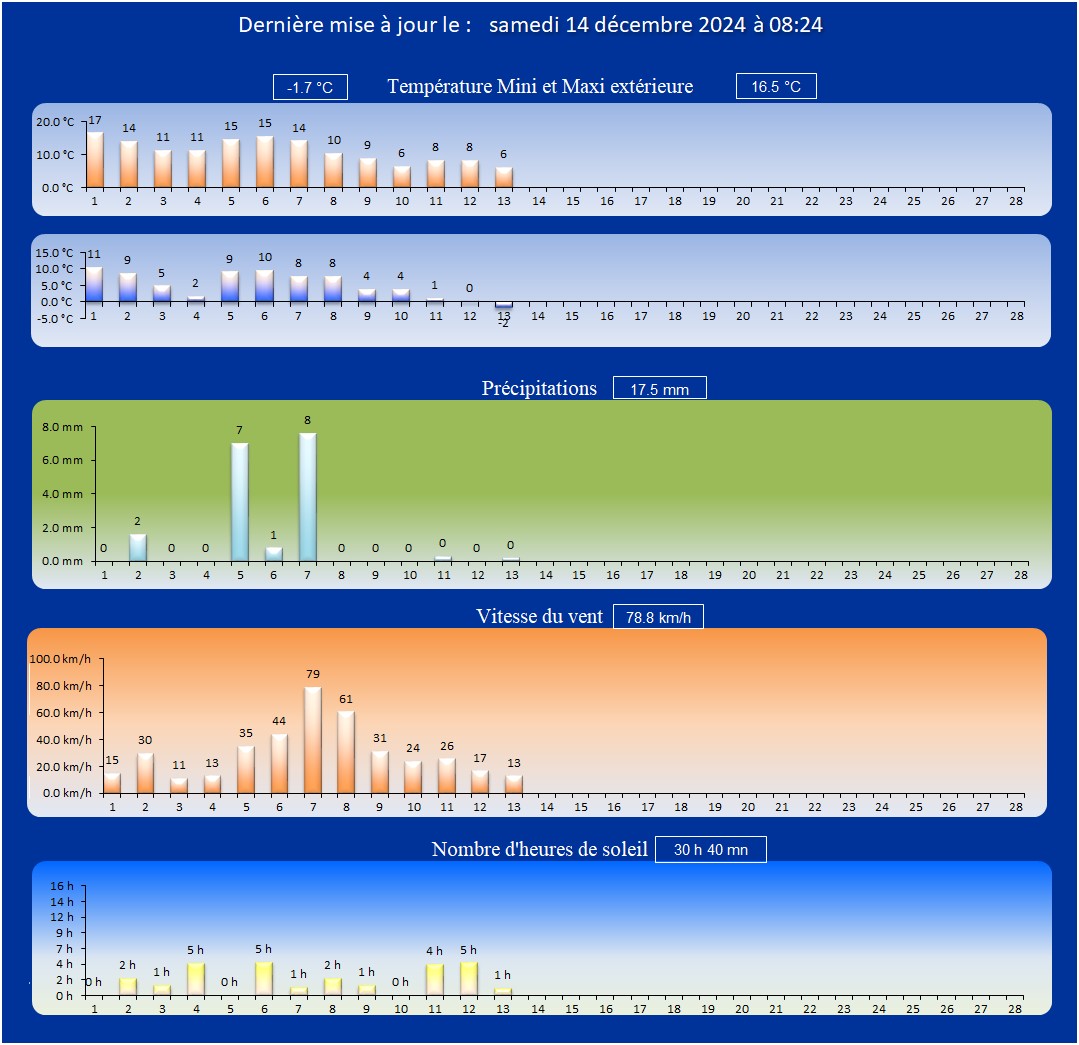 Dernière mise à jour le :   samedi 14 décembre 2024 à 08:24
-1.7 °C Température Mini et Maxi extérieure 16.5 °C
20.0 °C
10.0 °C
0.0 °C
17 14 11 11 15 15 14 10 9 6 8 8 6
1 2 3 4 5 6 7 8 9 10 11 12 13 14 15 16 17 18 19 20 21 22 23 24 25 26 27 28
15.0 °C
10.0 °C
5.0 °C
0.0 °C
-5.0 °C
11 9 5 2 9 10 8 8 4 4 1 0 -2
1 2 3 4 5 6 7 8 9 10 11 12 13 14 15 16 17 18 19 20 21 22 23 24 25 26 27 28
Précipitations 17.5 mm
8.0 mm
6.0 mm
4.0 mm
2.0 mm
0.0 mm
0 2 0 0 7 1 8 0 0 0 0 0 0
1 2 3 4 5 6 7 8 9 10 11 12 13 14 15 16 17 18 19 20 21 22 23 24 25 26 27 28
Vitesse du vent 78.8 km/h
100.0 km/h
80.0 km/h
60.0 km/h
40.0 km/h
20.0 km/h
0.0 km/h
15 30 11 13 35 44 79 61 31 24 26 17 13
1 2 3 4 5 6 7 8 9 10 11 12 13 14 15 16 17 18 19 20 21 22 23 24 25 26 27 28
Nombre d'heures de soleil 30 h 40 mn
16 h
14 h
12 h
9 h
7 h
4 h
2 h
0 h
0 h 2 h 1 h 5 h 0 h 5 h 1 h 2 h 1 h 0 h 4 h 5 h 1 h
1 2 3 4 5 6 7 8 9 10 11 12 13 14 15 16 17 18 19 20 21 22 23 24 25 26 27 28